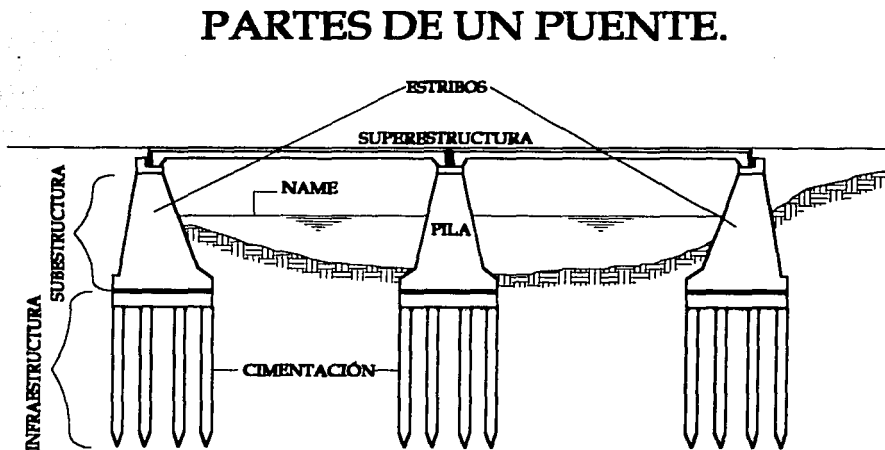 PARTES DE UN PUENTE.
ESTRIBOS
SUPERESTRUCTURA
SUBESTRUCTURA
NAME
PILA
INFRAESTRUCTURA
CIMENTACIÓN